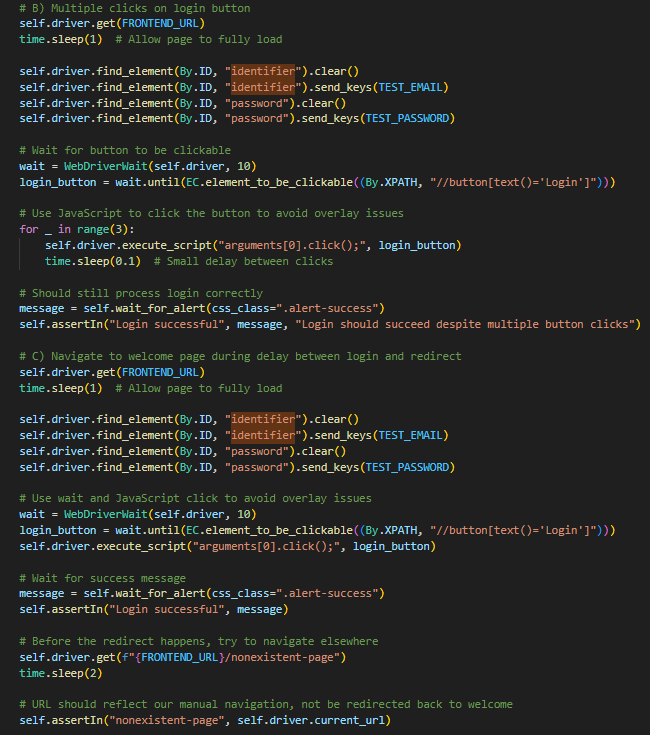 # B) Multiple clicks on login button
self.driver.get(FRONTEND_URL)
time.sleep(1)  # Allow page to fully load
self.driver.find_element(By.ID, "identifier").clear()
self.driver.find_element(By.ID, "identifier").send_keys(TEST_EMAIL)
self.driver.find_element(By.ID, "password").clear()
self.driver.find_element(By.ID, "password").send_keys(TEST_PASSWORD)
# Wait for button to be clickable
wait = WebDriverWait(self.driver, 10)
login_button = wait.until(EC.element_to_be_clickable((By.XPATH, "//button[text()='Login']")))
# Use JavaScript to click the button to avoid overlay issues
for _ in range(3):
    self.driver.execute_script("arguments[0].click();", login_button)
    time.sleep(0.1)  # Small delay between clicks
# Should still process login correctly
message = self.wait_for_alert(css_class=".alert-success")
self.assertIn("Login successful", message, "Login should succeed despite multiple button clicks")
# C) Navigate to welcome page during delay between login and redirect
self.driver.get(FRONTEND_URL)
time.sleep(1)  # Allow page to fully load
self.driver.find_element(By.ID, "identifier").clear()
self.driver.find_element(By.ID, "identifier").send_keys(TEST_EMAIL)
self.driver.find_element(By.ID, "password").clear()
self.driver.find_element(By.ID, "password").send_keys(TEST_PASSWORD)
# Use wait and JavaScript click to avoid overlay issues
wait = WebDriverWait(self.driver, 10)
login_button = wait.until(EC.element_to_be_clickable((By.XPATH, "//button[text()='Login']")))
self.driver.execute_script("arguments[0].click();", login_button)
# Wait for success message
message = self.wait_for_alert(css_class=".alert-success")
self.assertIn("Login successful", message)
# Before the redirect happens, try to navigate elsewhere
self.driver.get(f"{FRONTEND_URL}/nonexistent-page")
time.sleep(2)
# URL should reflect our manual navigation, not be redirected back to welcome
self.assertIn("nonexistent-page", self.driver.current_url)